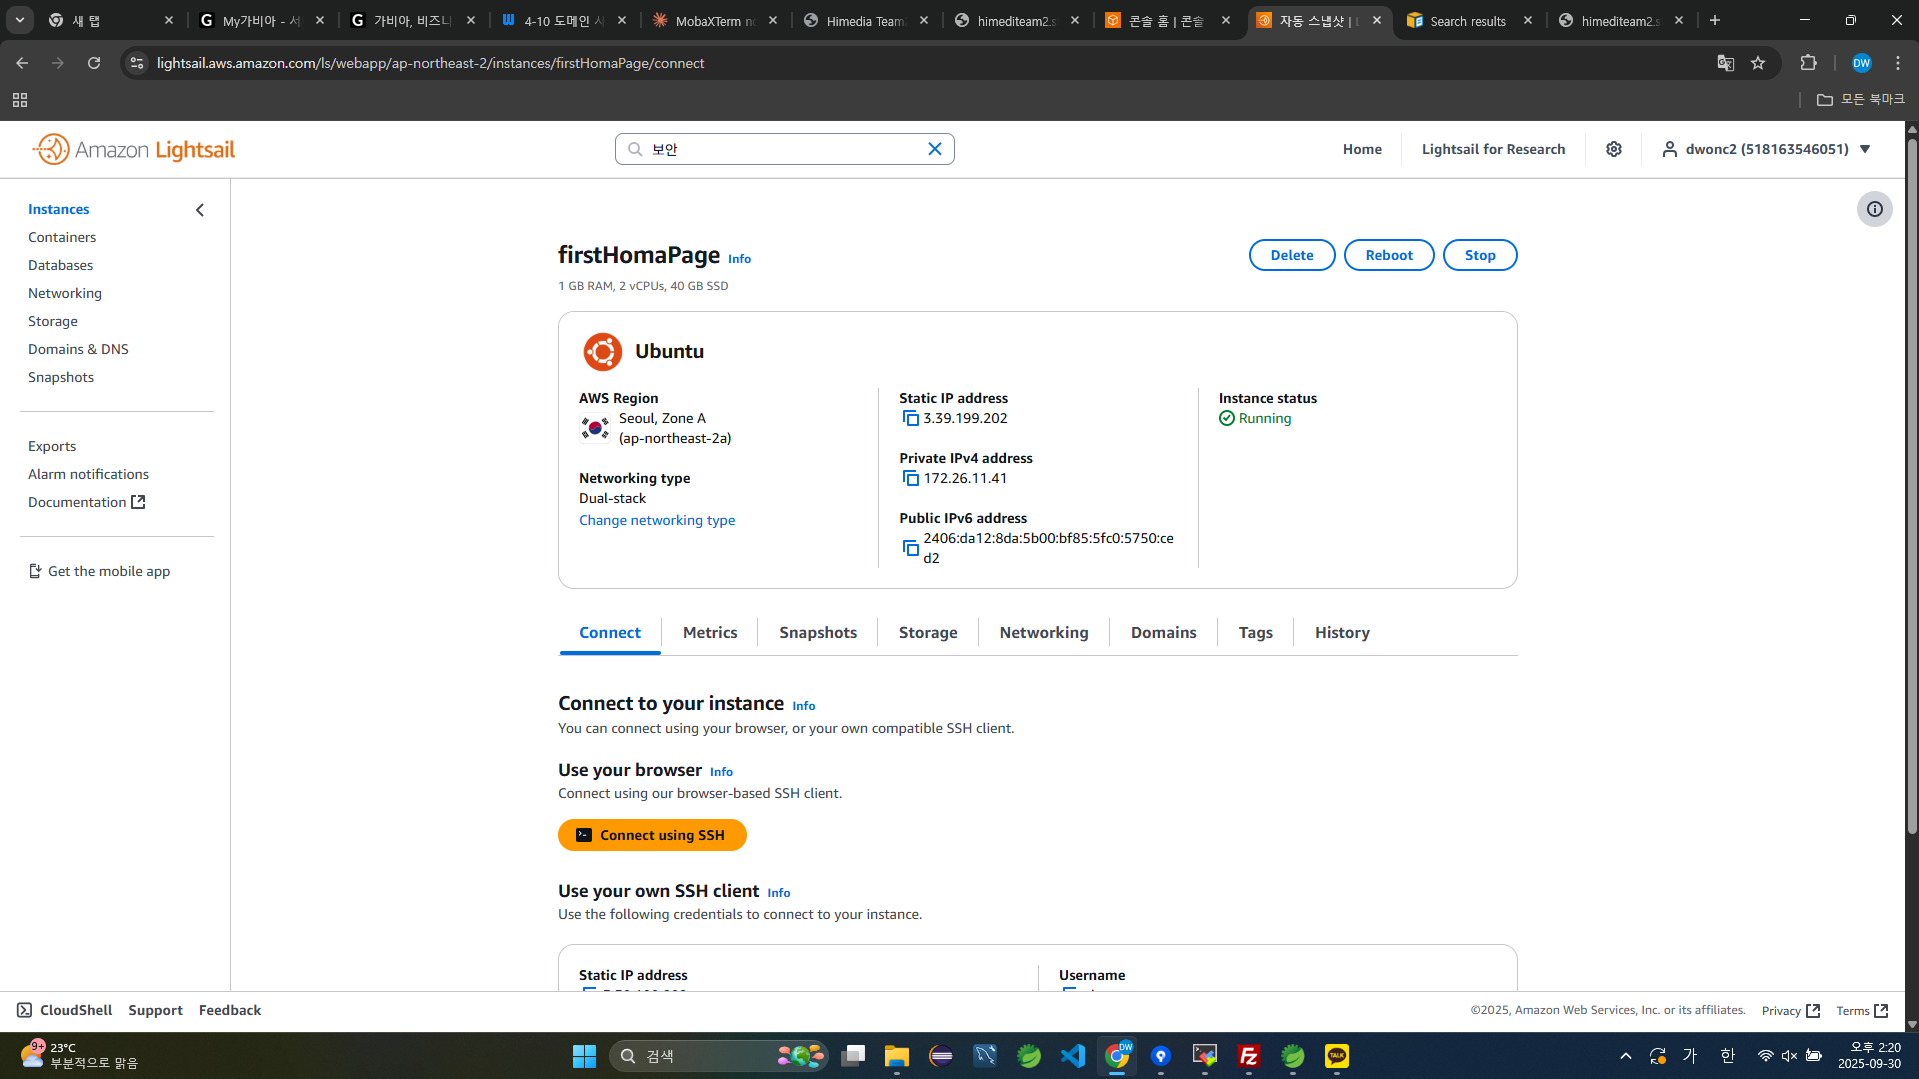 새 탭
My가비아 - 서
가비아, 비즈니
4-10 도메인 시
MobaXTerm no
Himedia Team
himediteam2.s
콘솔 홈 | 콘솔
자동 스냅샷 | L
Search results
himediteam2.s
lightsail.aws.amazon.com/ls/webapp/ap-northeast-2/instances/firstHomaPage/connect
DW
모든 북마크
Amazon Lightsail
보안
Home
Lightsail for Research
dwonc2 (518163546051)
Instances
Containers
Databases
Networking
Storage
Domains & DNS
Snapshots
Exports
Alarm notifications
Documentation
Get the mobile app
firstHomaPage Info
Delete
Reboot
Stop
1 GB RAM, 2 vCPUs, 40 GB SSD
Ubuntu
AWS Region
Seoul, Zone A
(ap-northeast-2a)
Networking type
Dual-stack
Change networking type
Static IP address
3.39.199.202
Private IPv4 address
172.26.11.41
Public IPv6 address
2406:da12:8da:5b00:bf85:5fc0:5750:ce
d2
Instance status
Running
Connect
Metrics
Snapshots
Storage
Networking
Domains
Tags
History
Connect to your instance Info
You can connect using your browser, or your own compatible SSH client.
Use your browser Info
Connect using our browser-based SSH client.
Connect using SSH
Use your own SSH client Info
Use the following credentials to connect to your instance.
Static IP address
Username
CloudShell
Support
Feedback
©2025, Amazon Web Services, Inc. or its affiliates.
Privacy
Terms
9+
23°C
부분적으로 맑음
검색
DW
TALK
가
한
오후 2:20
2025-09-30